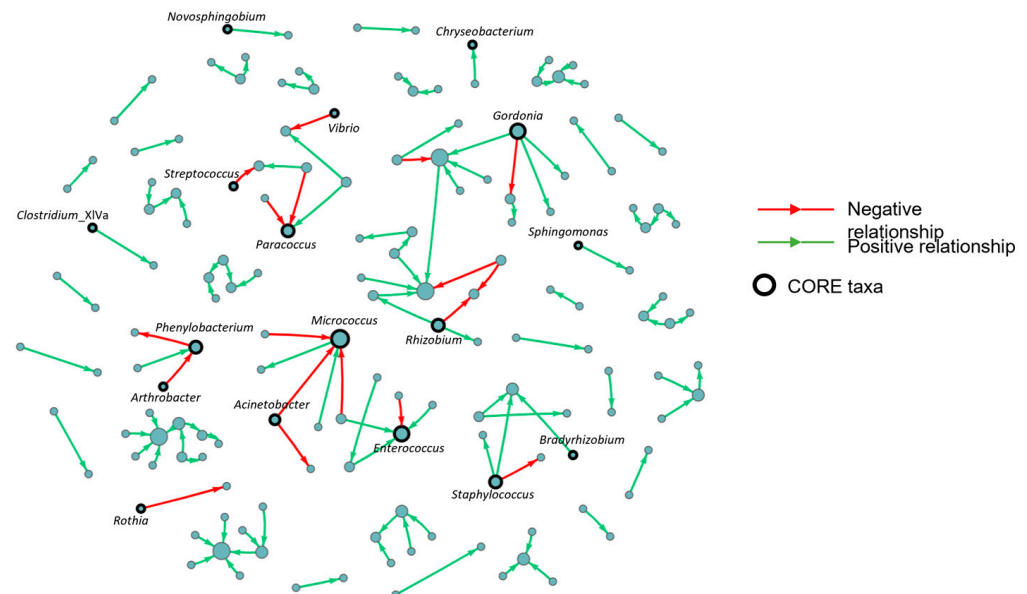 Novosphingobium
Chryseobacterium
Gordonia
Vibrio
Streptococcus
Clostridium_XlVa
Paracoccus
Sphingomonas
Negative
relationship
Positive relationship
CORE taxa
Micrococcus
Phenylobacterium
Rhizobium
Arthrobacter
Acinetobacter
Enterococcus
Bradyrhizobium
Staphylococcus
Rothia